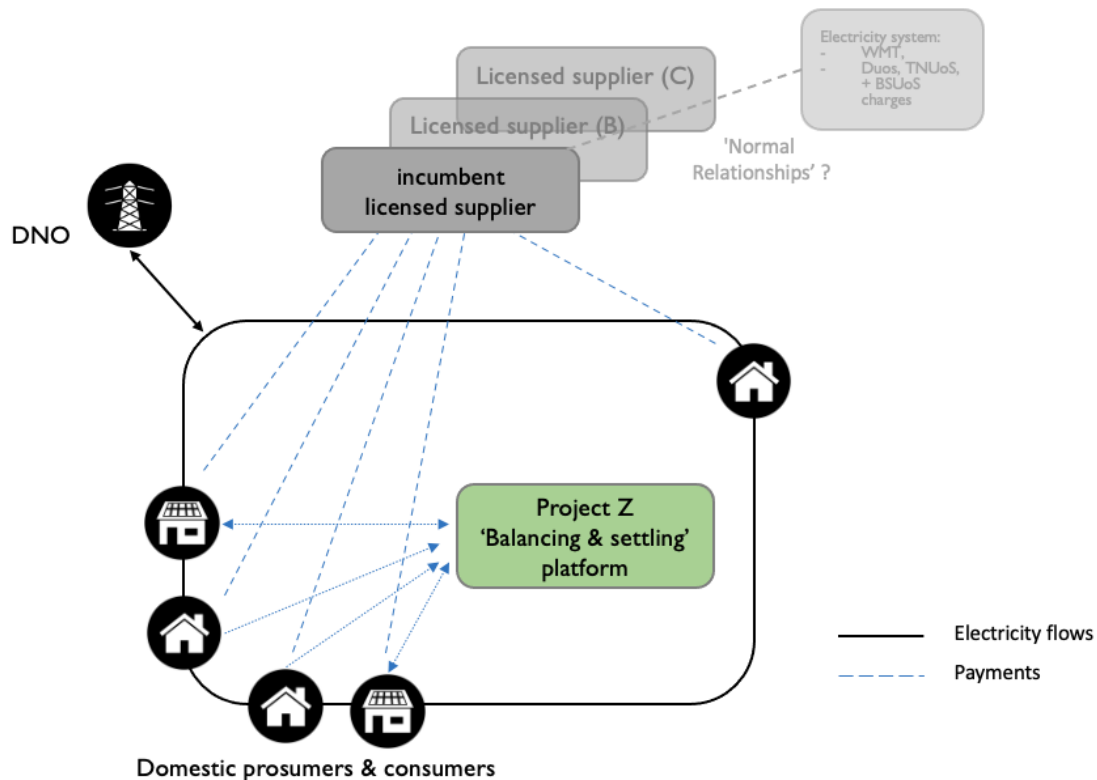 Electricity system:
- WMT,
- Duos, TNUoS,
+ BSUoS
charges
Licensed supplier (C)
Licensed supplier (B)
'Normal
Relationships' ?
incumbent
licensed supplier
DNO
Project Z
‘Balancing & settling’
platform
Electricity flows
Payments
Domestic prosumers & consumers